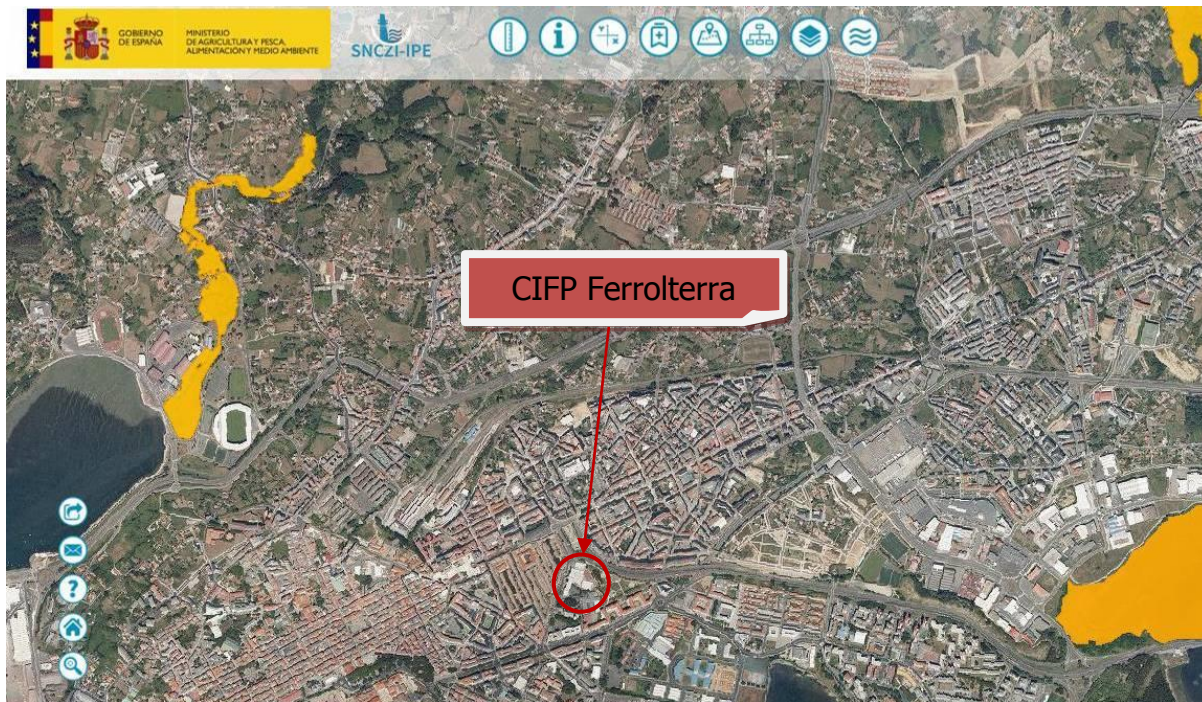 GOBIERNO
DE ESPAÑA
MINISTERIO
DE AGRICULTURA Y PESCA,
ALIMENTACIÓN Y MEDIO AMBIENTE
SNCZI-IPE
CIFP Ferrolterra